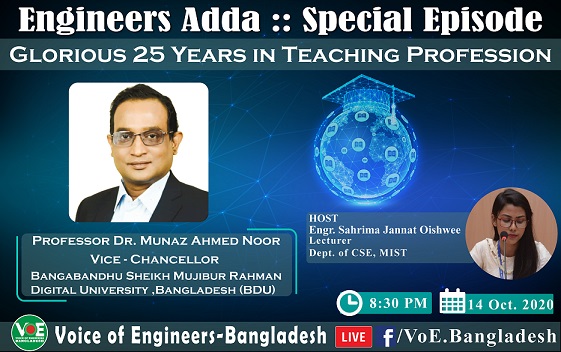 Engineers Adda :: Special Episode
Glorious 25 Years in Teaching Profession
Professor Dr. Munaz Ahmed Noor
Vice - Chancellor
Bangabandhu Sheikh Mujibur Rahman
Digital University ,Bangladesh (BDU)
HOST
Engr. Sahrima Jannat Oishwee
Lecturer
Dept. of CSE, MIST
8:30 PM
14 Oct. 2020
VOE
Voice of Engineers-Bangladesh
LIVE
f/VoE.Bangladesh